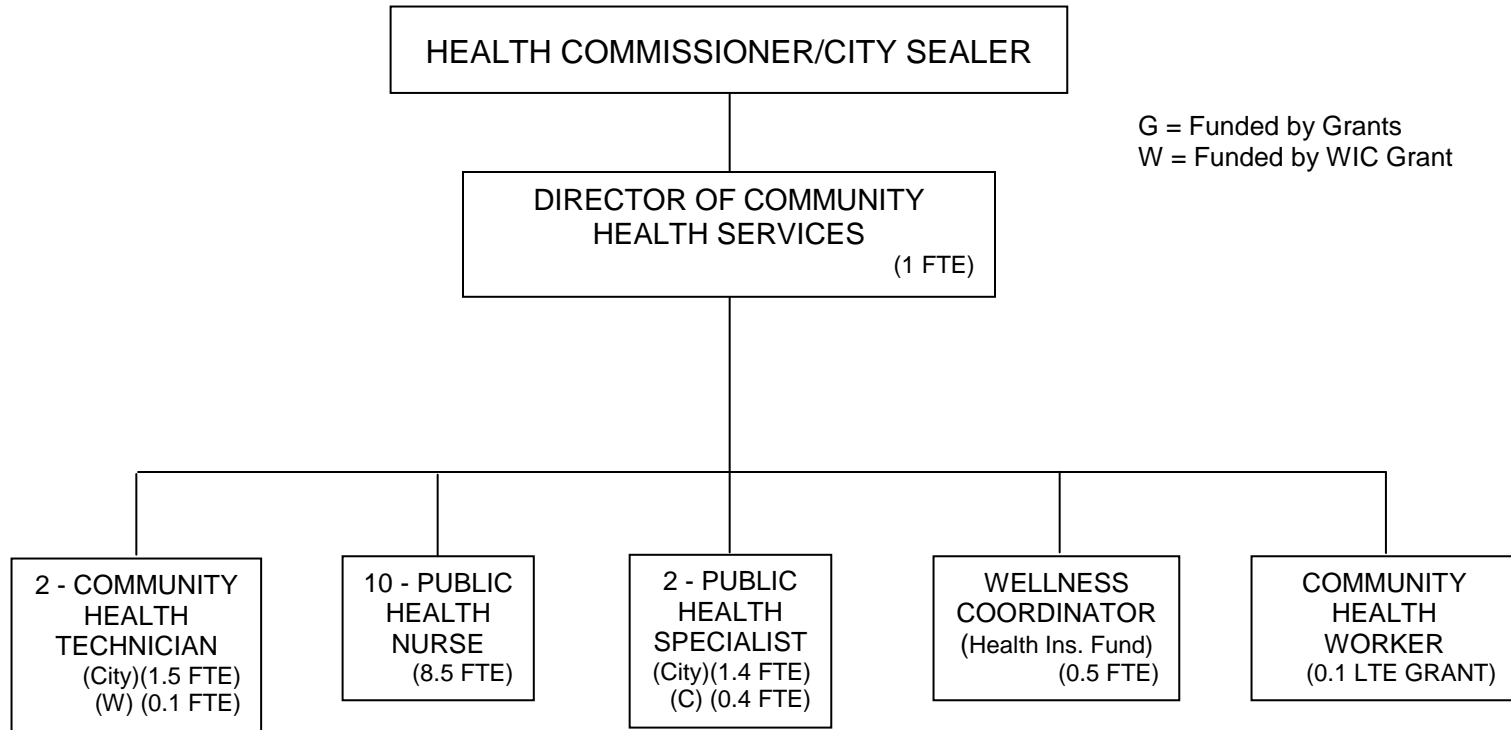 HEALTH COMMISSIONER/CITY SEALER
G = Funded by Grants
W = Funded by WIC Grant
DIRECTOR OF COMMUNITY
HEALTH SERVICES
(1 FTE)
2 - COMMUNITY
HEALTH
TECHNICIAN
(City)(1.5 FTE)
(W) (0.1 FTE)
10 - PUBLIC
HEALTH
NURSE
(8.5 FTE)
2 - PUBLIC
HEALTH
SPECIALIST
(City)(1.4 FTE)
(C) (0.4 FTE)
WELLNESS
COORDINATOR
(Health Ins. Fund)
(0.5 FTE)
COMMUNITY
HEALTH
WORKER
(0.1 LTE GRANT)